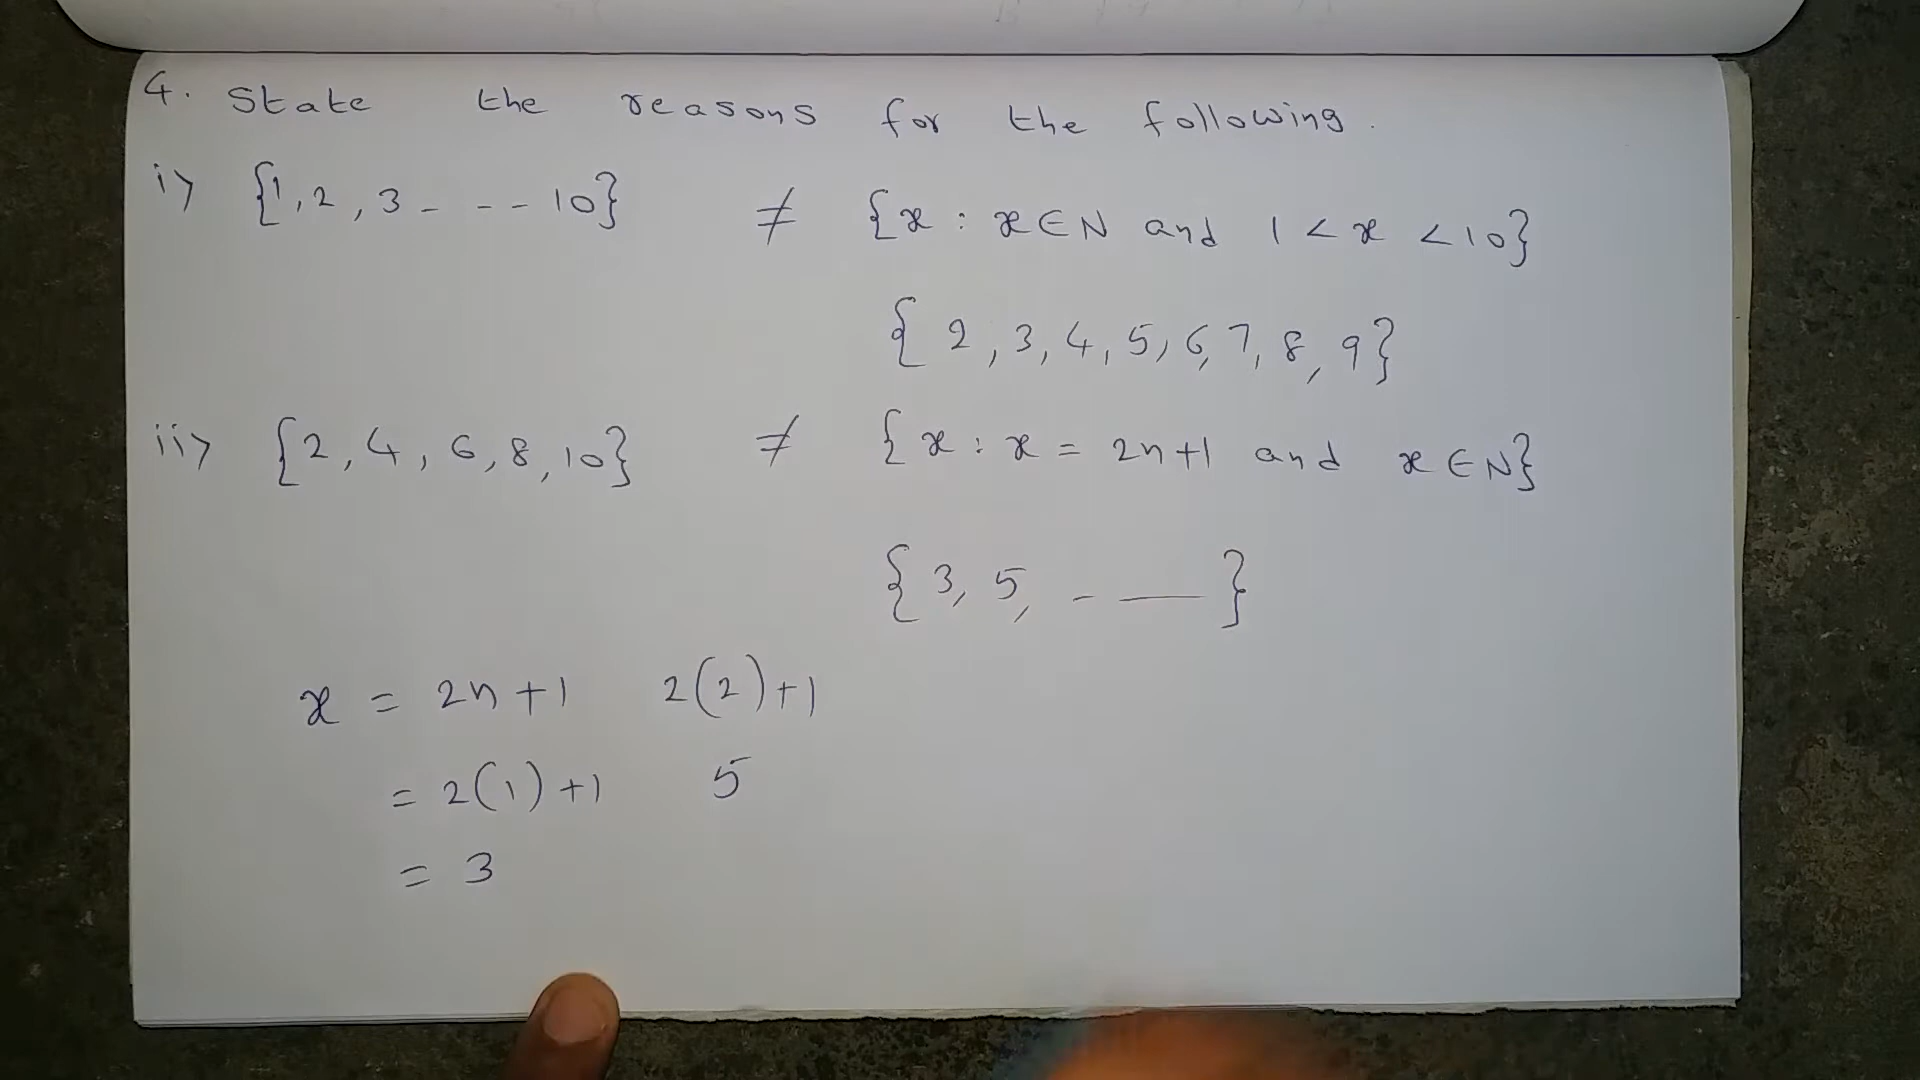 4. State the reasons for the following.
i) {1, 2, 3 - - - 10} ≠ {x : x ∈ N and 1 < x < 10}
{2, 3, 4, 5, 6, 7, 8, 9}
ii) {2, 4, 6, 8, 10} ≠ {x : x = 2n+1 and x ∈ N}
{3, 5, - — }
x = 2n+1 2(2)+1
= 2(1)+1 5
= 3